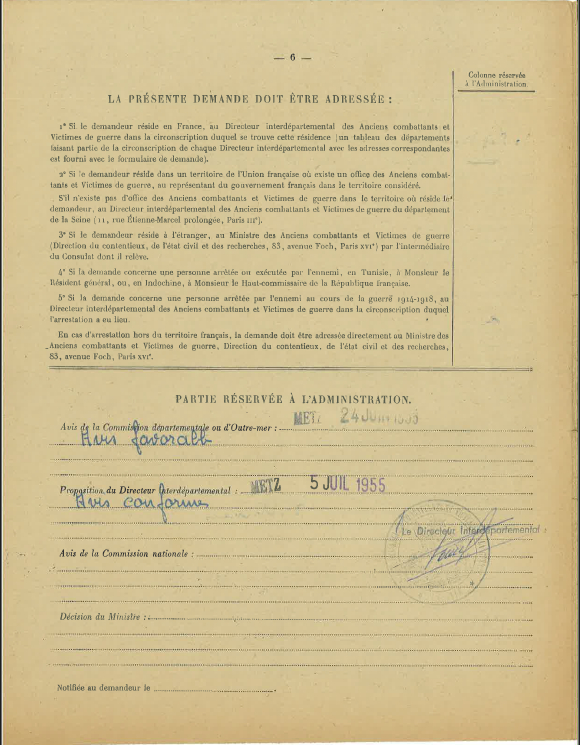 — 6 —
Colonne réservée
à l'Administration.
LA PRÉSENTE DEMANDE DOIT ÊTRE ADRESSÉE :
1° Si le demandeur réside en France, au Directeur interdépartemental des Anciens combattants et
Victimes de guerre dans la circonscription duquel se trouve cette résidence (un tableau des départements
faisant partie de la circonscription de chaque Directeur interdépartemental avec les adresses correspondantes
est fourni avec le formulaire de demande).
2° Si le demandeur réside dans un territoire de l'Union française où existe un office des Anciens combat-
tants et Victimes de guerre, au représentant du gouvernement français dans le territoire considéré.
S'il n'existe pas d'office des Anciens combattants et Victimes de guerre dans le territoire où réside le
demandeur, au Directeur interdépartemental des Anciens combattants et Victimes de guerre du département
de la Seine (11, rue Étienne-Marcel prolongée, Paris IIIe).
3° Si le demandeur réside à l'étranger, au Ministre des Anciens combattants et Victimes de guerre
(Direction du contentieux, de l'état civil et des recherches, 83, avenue Foch, Paris XVIe) par l'intermédiaire
du Consulat dont il relève.
4° Si la demande concerne une personne arrêtée ou exécutée par l'ennemi, en Tunisie, à Monsieur le
Résident général, ou, en Indochine, à Monsieur le Haut-commissaire de la République française.
5° Si la demande concerne une personne arrêtée par l'ennemi au cours de la guerre 1914-1918, au
Directeur interdépartemental des Anciens combattants et Victimes de guerre dans la circonscription duquel
l'arrestation a eu lieu.
En cas d'arrestation hors du territoire français, la demande doit être adressée directement au Ministre des
Anciens combattants et Victimes de guerre, Direction du contentieux, de l'état civil et des recherches,
83, avenue Foch, Paris XVIe.
PARTIE RÉSERVÉE À L'ADMINISTRATION.
Avis de la Commission départementale ou d'Outre-mer : METZ 24 JUIN 1955
Avis favorable
Proposition du Directeur Interdépartemental : METZ 5 JUIL 1955
Avis conforme
Le Directeur Interdépartemental :
Avis de la Commission nationale :
Décision du Ministre :
Notifiée au demandeur le